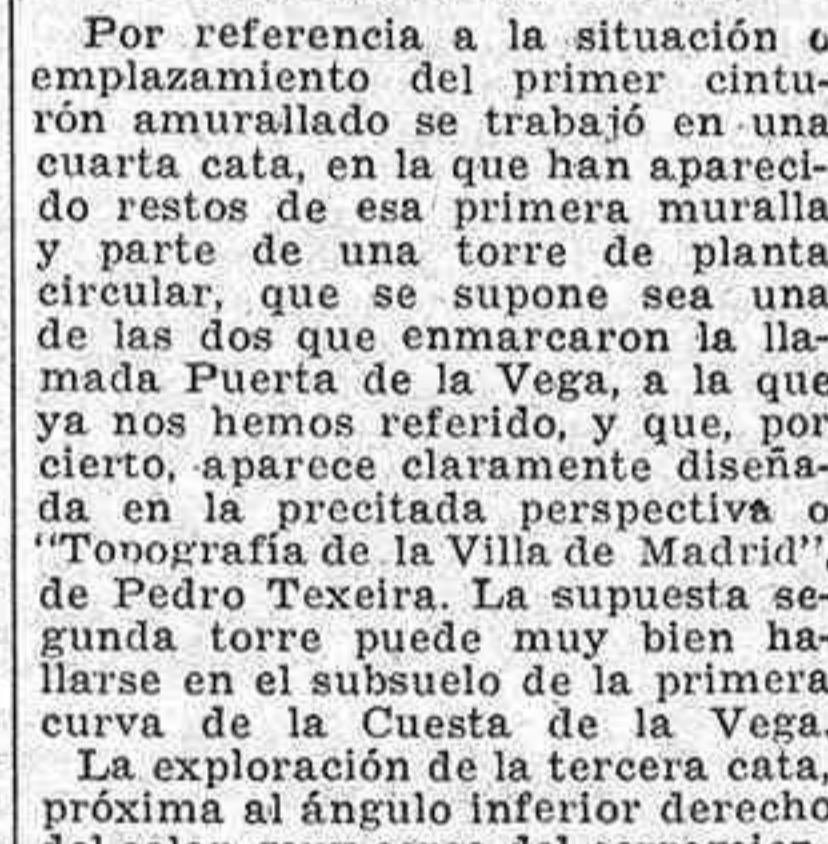 Por referencia a la situación o
emplazamiento del primer cintu-
rón amurallado se trabajó en una
cuarta cata, en la que han apareci-
do restos de esa primera muralla
y parte de una torre de planta
circular, que se supone sea una
de las dos que enmarcaron la lla-
mada Puerta de la Vega, a la que
ya nos hemos referido, y que, por
cierto, aparece claramente diseña-
da en la precitada perspectiva o
"Topografía de la Villa de Madrid",
de Pedro Texeira. La supuesta se-
gunda torre puede muy bien ha-
llarse en el subsuelo de la primera
curva de la Cuesta de la Vega.
La exploración de la tercera cata,
próxima al ángulo inferior derecho